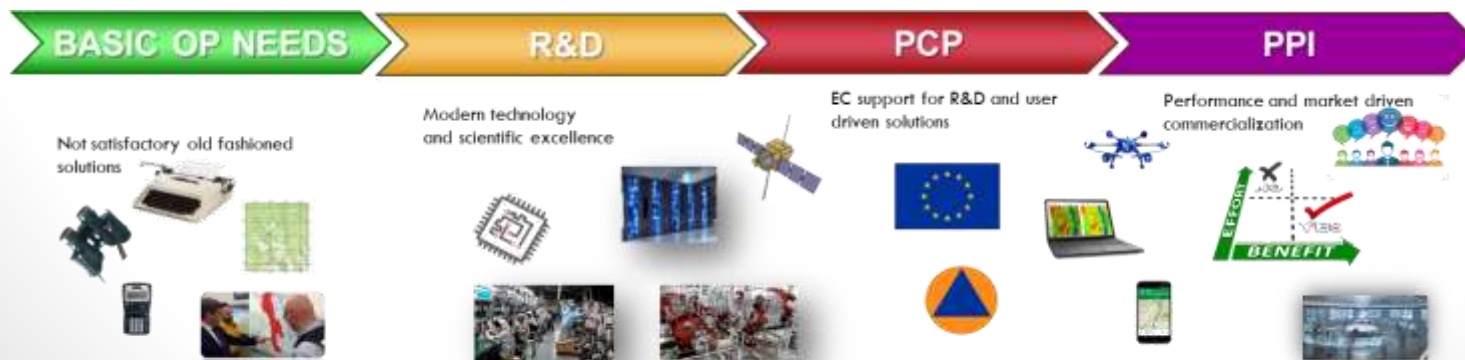 BASIC OP NEEDS
R&D
PCP
PPI
Not satisfactory old fashioned
solutions
Modern technology
and scientific excellence
EC support for R&D and user
driven solutions
Performance and market driven
commercialization
EFFORT
BENEFIT